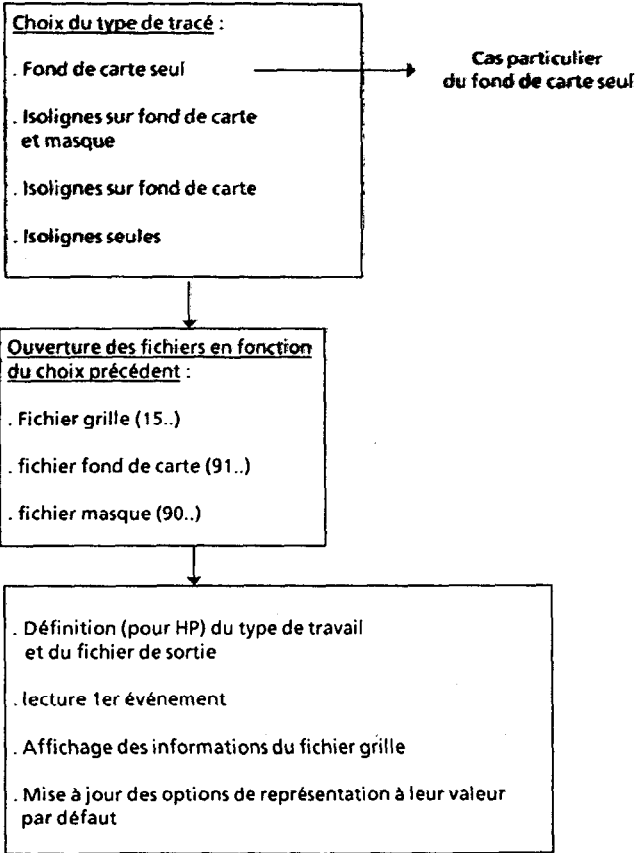 Choix du type de tracé :
. Fond de carte seul
Cas particulier
du fond de carte seul
. Isolignes sur fond de carte
et masque
. Isolignes sur fond de carte
. Isolignes seules
Ouverture des fichiers en fonction
du choix précédent :
. Fichier grille (15..)
. fichier fond de carte (91..)
. fichier masque (90..)
. Définition (pour HP) du type de travail
et du fichier de sortie
. lecture 1er événement
. Affichage des informations du fichier grille
. Mise à jour des options de représentation à leur valeur
par défaut